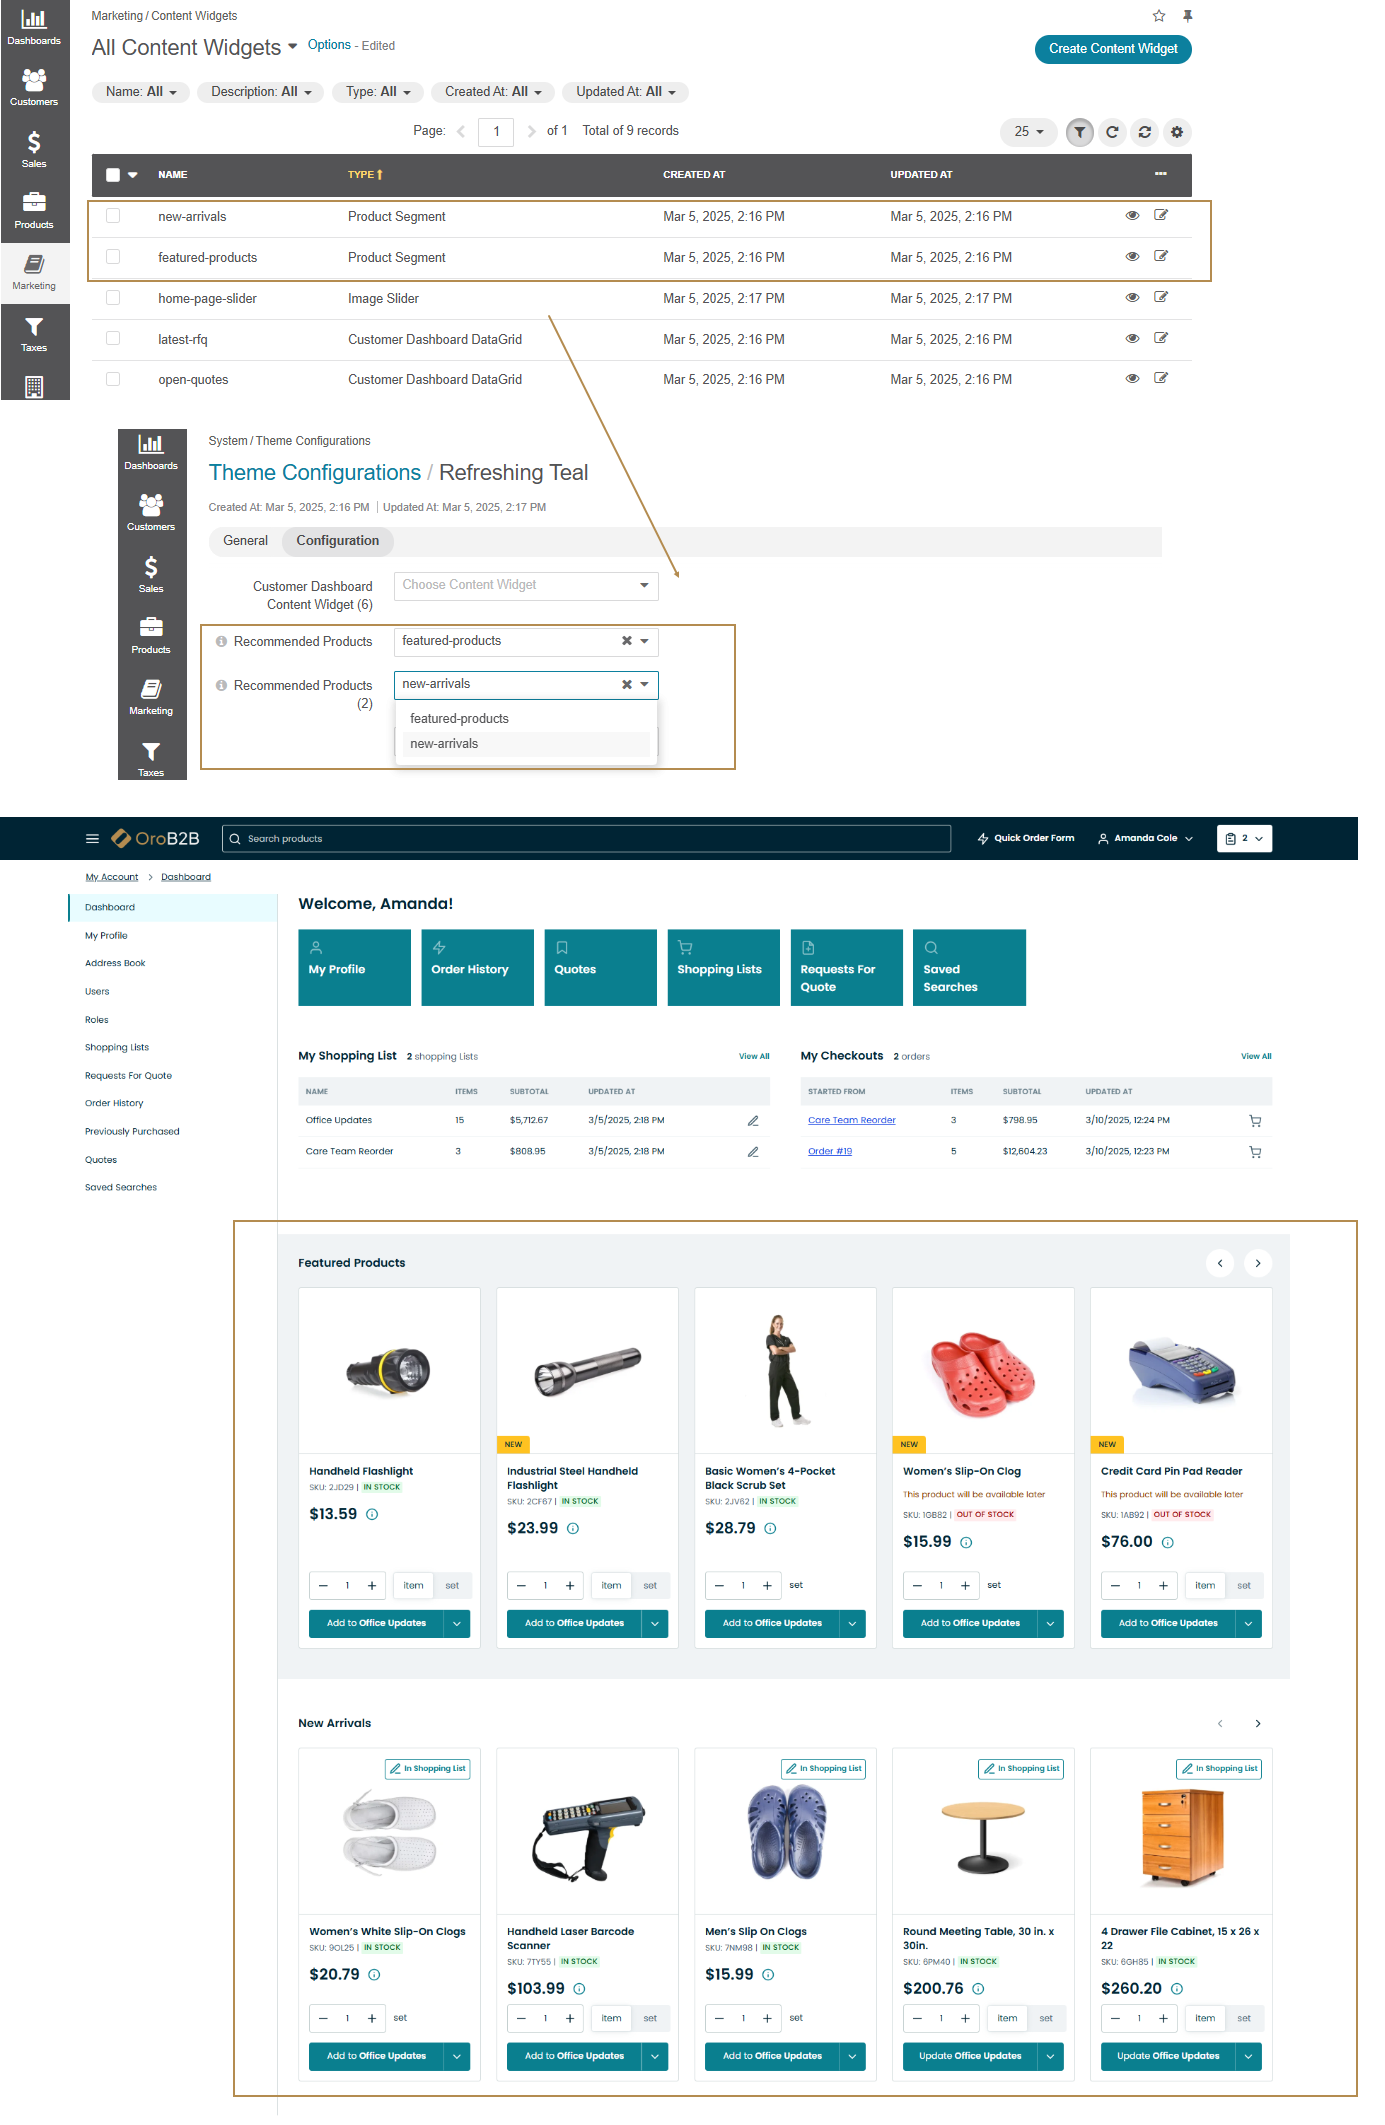 Marketing / Content Widgets
All Content Widgets Options - Edited
Create Content Widget
Name: All Description: All Type: All Created At: All Updated At: All
Page: 1 of 1 Total of 9 records 25
NAME TYPE CREATED AT UPDATED AT
new-arrivals Product Segment Mar 5, 2025, 2:16 PM Mar 5, 2025, 2:16 PM
featured-products Product Segment Mar 5, 2025, 2:16 PM Mar 5, 2025, 2:16 PM
home-page-slider Image Slider Mar 5, 2025, 2:17 PM Mar 5, 2025, 2:17 PM
latest-rfq Customer Dashboard DataGrid Mar 5, 2025, 2:16 PM Mar 5, 2025, 2:16 PM
open-quotes Customer Dashboard DataGrid Mar 5, 2025, 2:16 PM Mar 5, 2025, 2:16 PM
Dashboards
Customers
Sales
Products
Marketing
Taxes
System / Theme Configurations
Theme Configurations / Refreshing Teal
Created At: Mar 5, 2025, 2:16 PM Updated At: Mar 5, 2025, 2:17 PM
General Configuration
Customer Dashboard
Content Widget (6)
Choose Content Widget
Recommended Products featured-products
Recommended Products
(2)
new-arrivals
featured-products
new-arrivals
Dashboards
Customers
Sales
Products
Marketing
Taxes
OroB2B Search products Quick Order Form Amanda Cole 2
My Account > Dashboard
Dashboard
My Profile
Address Book
Users
Roles
Shopping Lists
Requests For Quote
Order History
Previously Purchased
Quotes
Saved Searches
Welcome, Amanda!
My Profile
Order History
Quotes
Shopping Lists
Requests For
Quote
Saved
Searches
My Shopping List 2 shopping Lists View All
NAME ITEMS SUBTOTAL UPDATED AT
Office Updates 15 $5,712.67 3/5/2025, 2:18 PM
Care Team Reorder 3 $808.95 3/5/2025, 2:18 PM
My Checkouts 2 orders View All
STARTED FROM ITEMS SUBTOTAL UPDATED AT
Care Team Reorder 3 $798.95 3/10/2025, 12:24 PM
Order #19 5 $12,604.23 3/10/2025, 12:23 PM
Featured Products
Handheld Flashlight
SKU: 2JD29 | IN STOCK
$13.59
− 1 + item set
Add to Office Updates
NEW
Industrial Steel Handheld
Flashlight
SKU: 2CF67 | IN STOCK
$23.99
− 1 + item set
Add to Office Updates
Basic Women's 4-Pocket
Black Scrub Set
SKU: 2JV62 | IN STOCK
$28.79
− 1 + set
Add to Office Updates
NEW
Women's Slip-On Clog
This product will be available later
SKU: 1GB82 | OUT OF STOCK
$15.99
− 1 + set
Add to Office Updates
NEW
Credit Card Pin Pad Reader
This product will be available later
SKU: 1AB92 | OUT OF STOCK
$76.00
− 1 + item set
Add to Office Updates
New Arrivals
In Shopping List
Women's White Slip-On Clogs
SKU: 9OL25 | IN STOCK
$20.79
− 1 + set
Add to Office Updates
Handheld Laser Barcode
Scanner
SKU: 7TY55 | IN STOCK
$103.99
− 1 + item set
Add to Office Updates
In Shopping List
Men's Slip On Clogs
SKU: 7NM98 | IN STOCK
$15.99
− 1 + set
Add to Office Updates
In Shopping List
Round Meeting Table, 30 in. x
30in.
SKU: 6PM40 | IN STOCK
$200.76
− 1 + item set
Update Office Updates
In Shopping List
4 Drawer File Cabinet, 15 x 26 x
22
SKU: 6GH85 | IN STOCK
$260.20
− 1 + item set
Update Office Updates